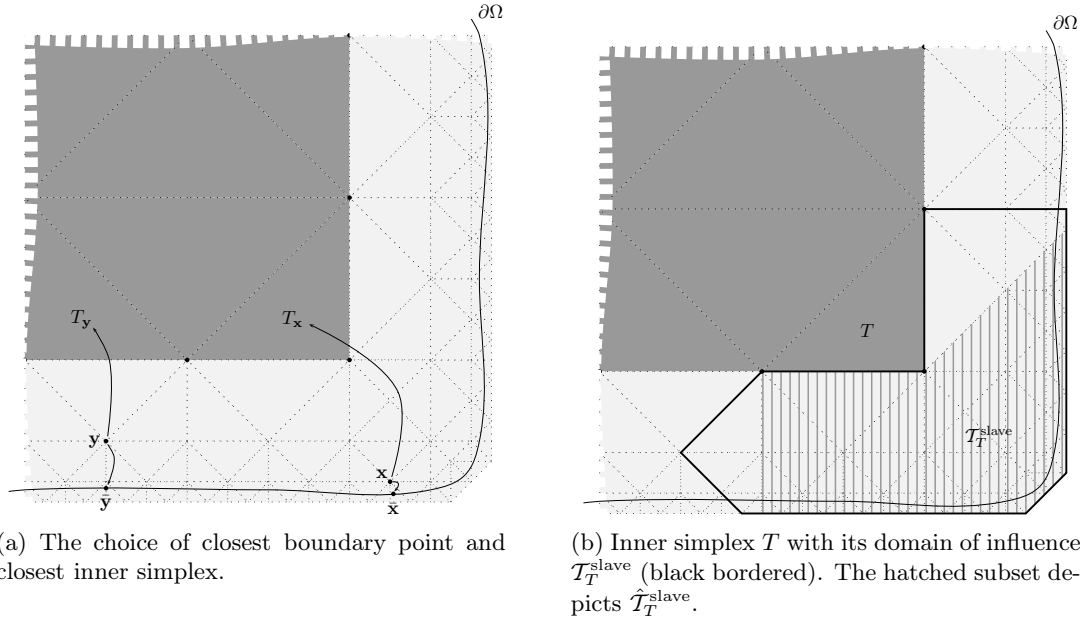 ∂Ω
T_y
T_x
y
ȳ
x
x̄
(a) The choice of closest boundary point and
closest inner simplex.
∂Ω
T
𝒯_T^slave
(b) Inner simplex T with its domain of influence
𝒯_T^slave (black bordered). The hatched subset de-
picts 𝒯̂_T^slave.